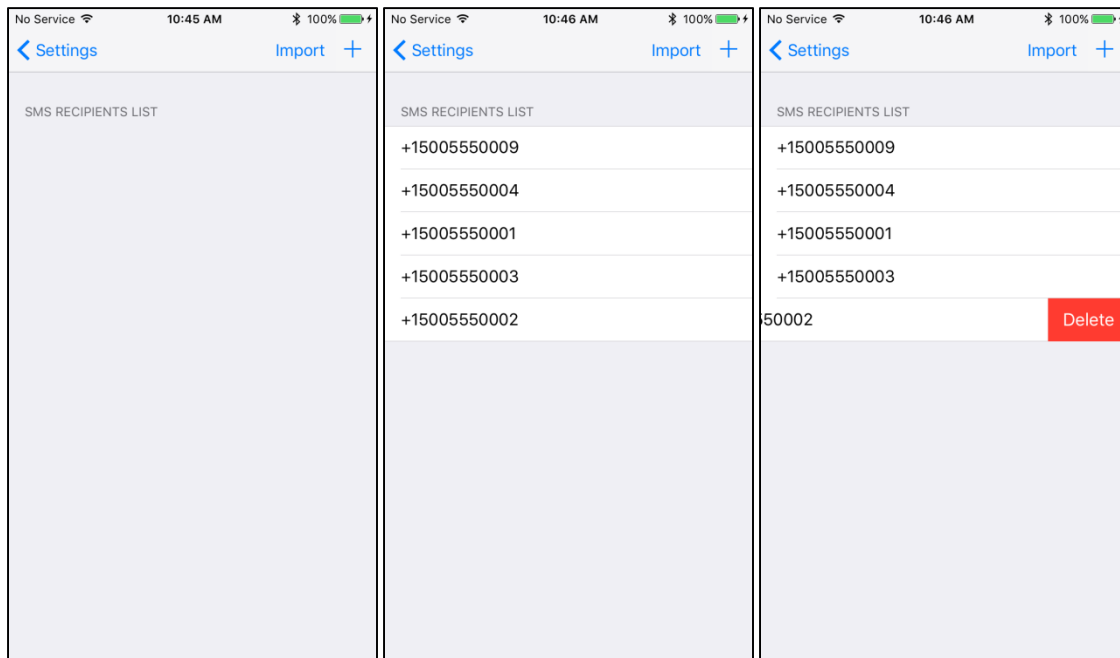 No Service 10:45 AM 100%
Settings Import +
SMS RECIPIENTS LIST
No Service 10:46 AM 100%
Settings Import +
SMS RECIPIENTS LIST
+15005550009
+15005550004
+15005550001
+15005550003
+15005550002
No Service 10:46 AM 100%
Settings Import +
SMS RECIPIENTS LIST
+15005550009
+15005550004
+15005550001
+15005550003
550002 Delete